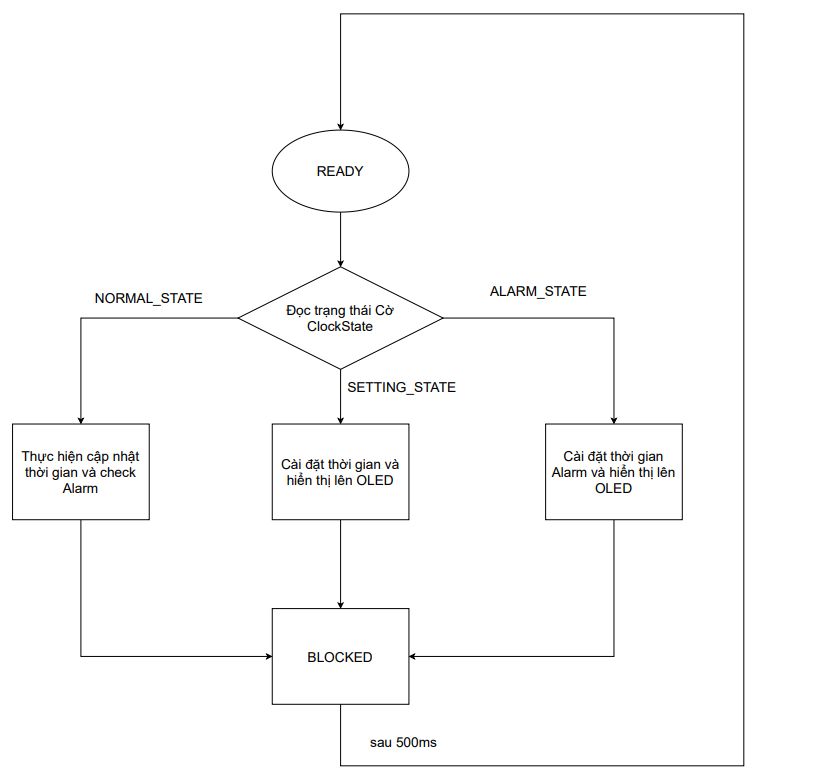 READY
Đọc trạng thái Cờ
ClockState
NORMAL_STATE
ALARM_STATE
SETTING_STATE
Thực hiện cập nhật
thời gian và check
Alarm
Cài đặt thời gian và
hiển thị lên OLED
Cài đặt thời gian
Alarm và hiển thị lên
OLED
BLOCKED
sau 500ms